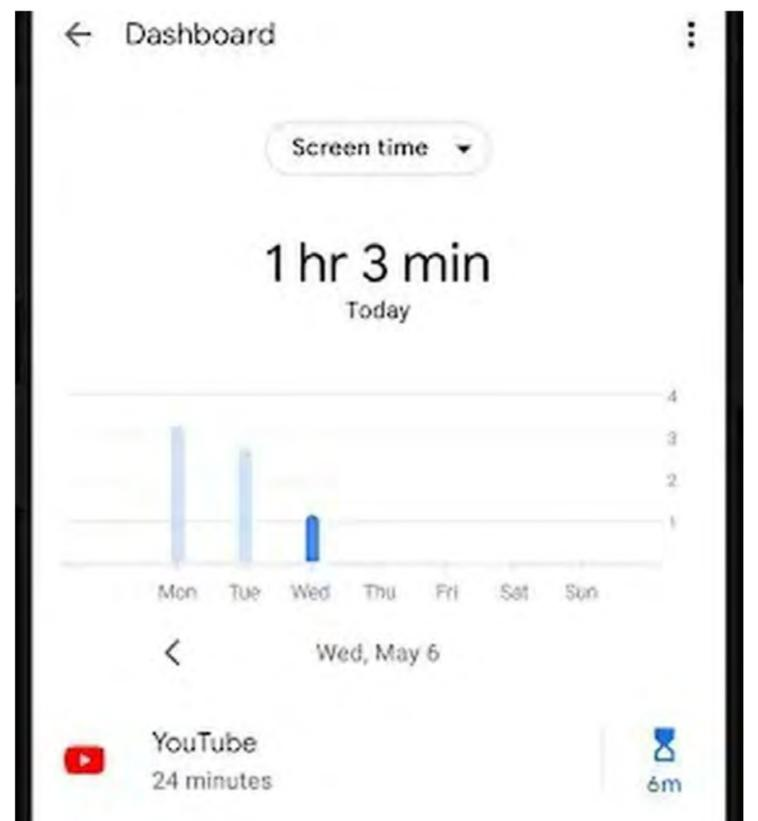 Dashboard
Screen time
1 hr 3 min
Today
4
3
2
1
Mon Tue Wed Thu Fri Sat Sun
Wed, May 6
YouTube
24 minutes
6m